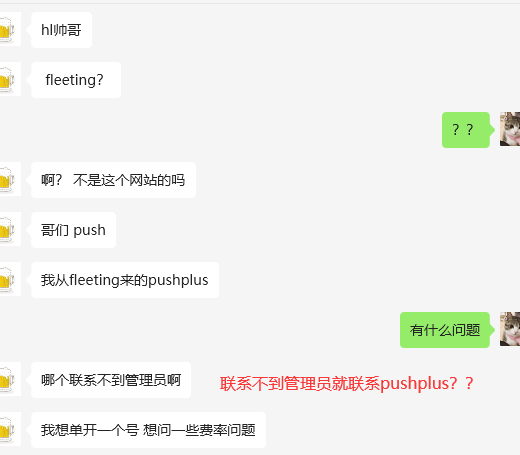 hl帅哥
fleeting?
？？
啊? 不是这个网站的吗
哥们 push
我从fleeting来的pushplus
有什么问题
哪个联系不到管理员啊
联系不到管理员就联系pushplus？？
我想单开一个号 想问一些费率问题